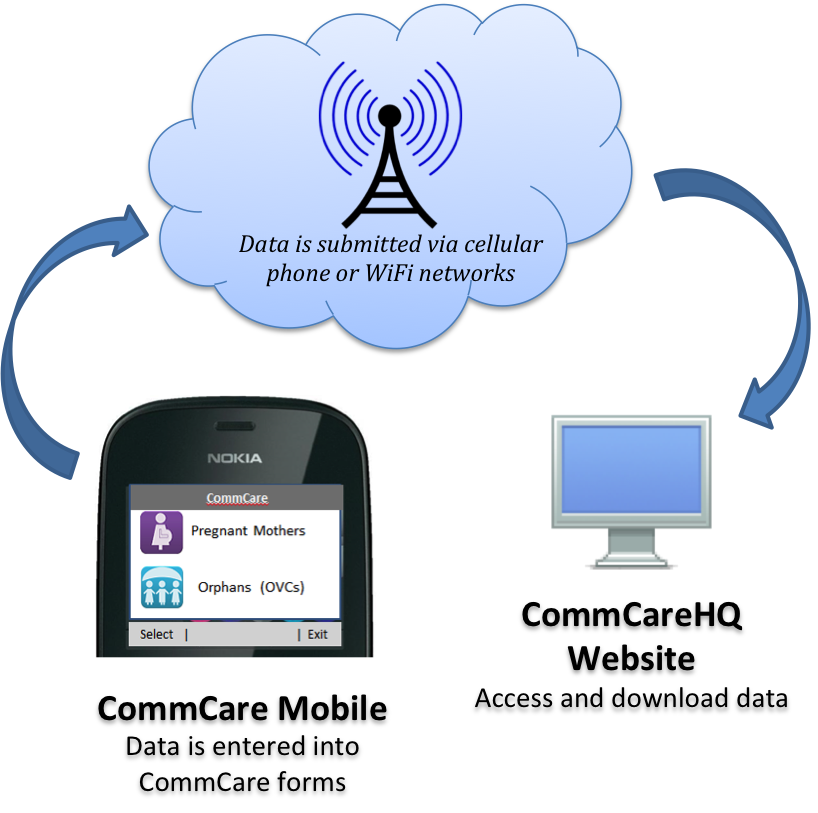 Data is submitted via cellular
phone or WiFi networks
NOKIA
CommCare
Pregnant Mothers
Orphans (OVCs)
Select | | Exit
CommCare Mobile
Data is entered into
CommCare forms
CommCareHQ
Website
Access and download data